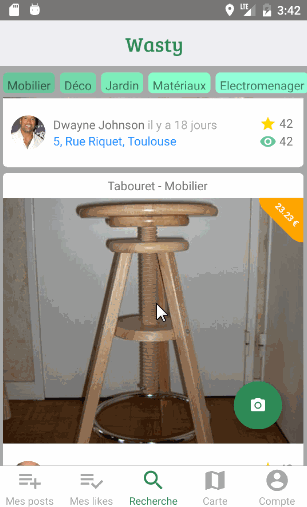 3:42
Wasty
Mobilier Déco Jardin Matériaux Electromenager
Dwayne Johnson il y a 18 jours 42
5, Rue Riquet, Toulouse 42
Tabouret - Mobilier
23.23 €
Mes posts Mes likes Recherche Carte Compte